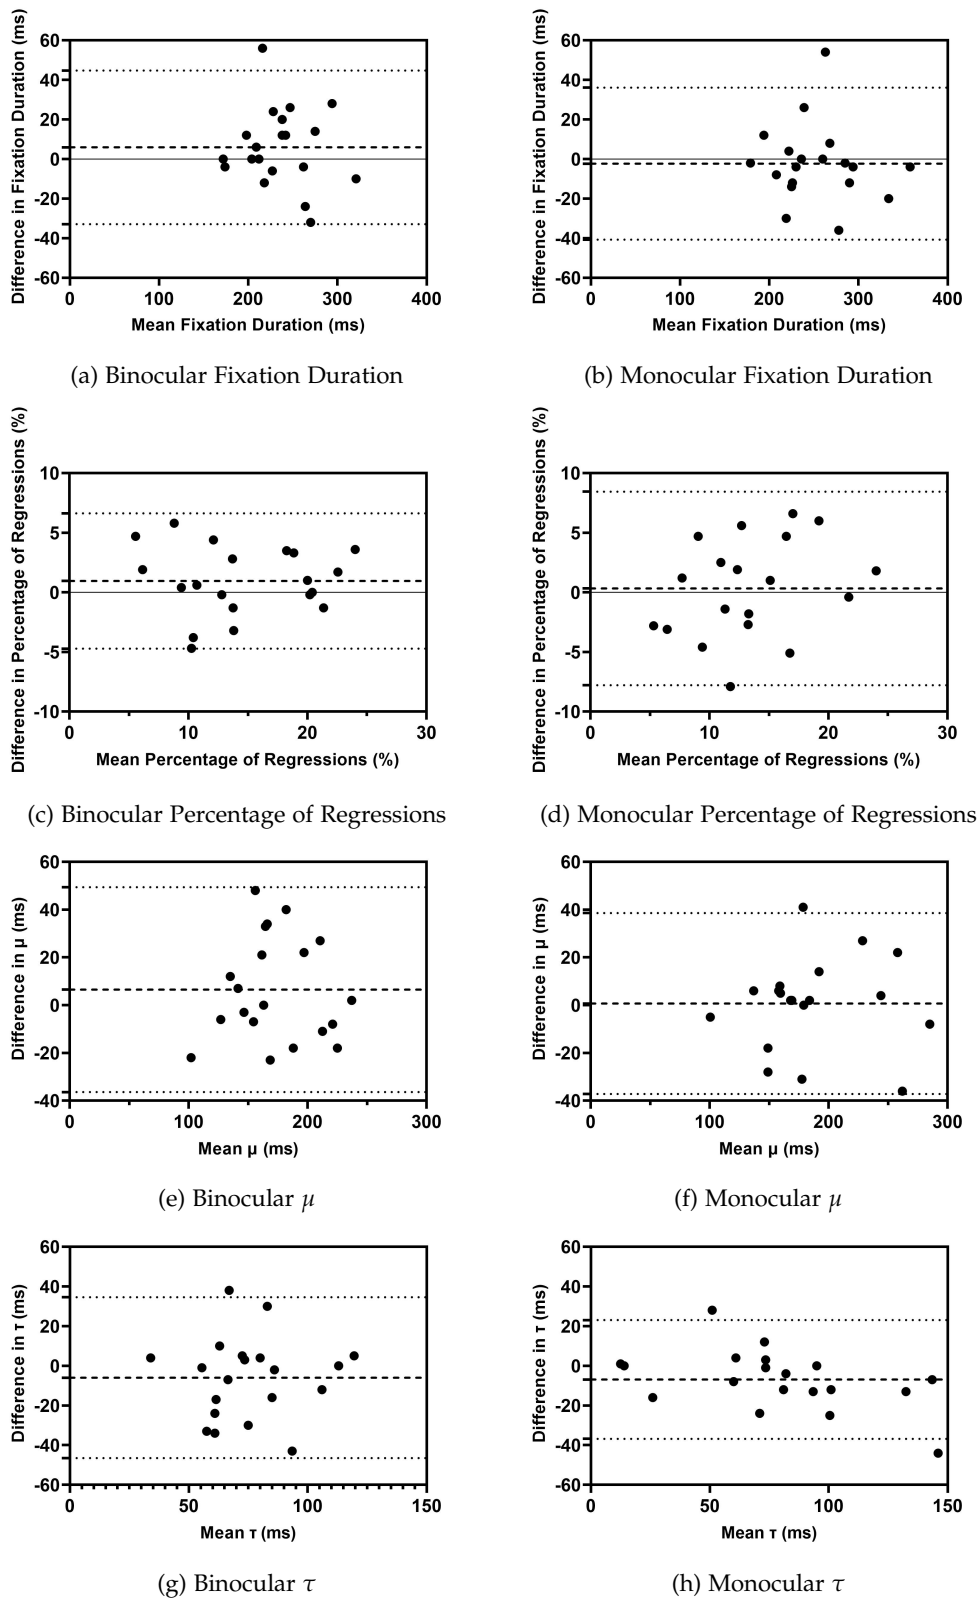 Difference in Fixation Duration (ms)
60
40
20
0
-20
-40
-60
0 100 200 300 400
Mean Fixation Duration (ms)
(a) Binocular Fixation Duration
Difference in Fixation Duration (ms)
60
40
20
0
-20
-40
-60
0 100 200 300 400
Mean Fixation Duration (ms)
(b) Monocular Fixation Duration
Difference in Percentage of Regressions (%)
10
5
0
-5
-10
0 10 20 30
Mean Percentage of Regressions (%)
(c) Binocular Percentage of Regressions
Difference in Percentage of Regressions (%)
10
5
0
-5
-10
0 10 20 30
Mean Percentage of Regressions (%)
(d) Monocular Percentage of Regressions
Difference in μ (ms)
60
40
20
0
-20
-40
0 100 200 300
Mean μ (ms)
(e) Binocular μ
Difference in μ (ms)
60
40
20
0
-20
-40
0 100 200 300
Mean μ (ms)
(f) Monocular μ
Difference in τ (ms)
60
40
20
0
-20
-40
-60
0 50 100 150
Mean τ (ms)
(g) Binocular τ
Difference in τ (ms)
60
40
20
0
-20
-40
-60
0 50 100 150
Mean τ (ms)
(h) Monocular τ